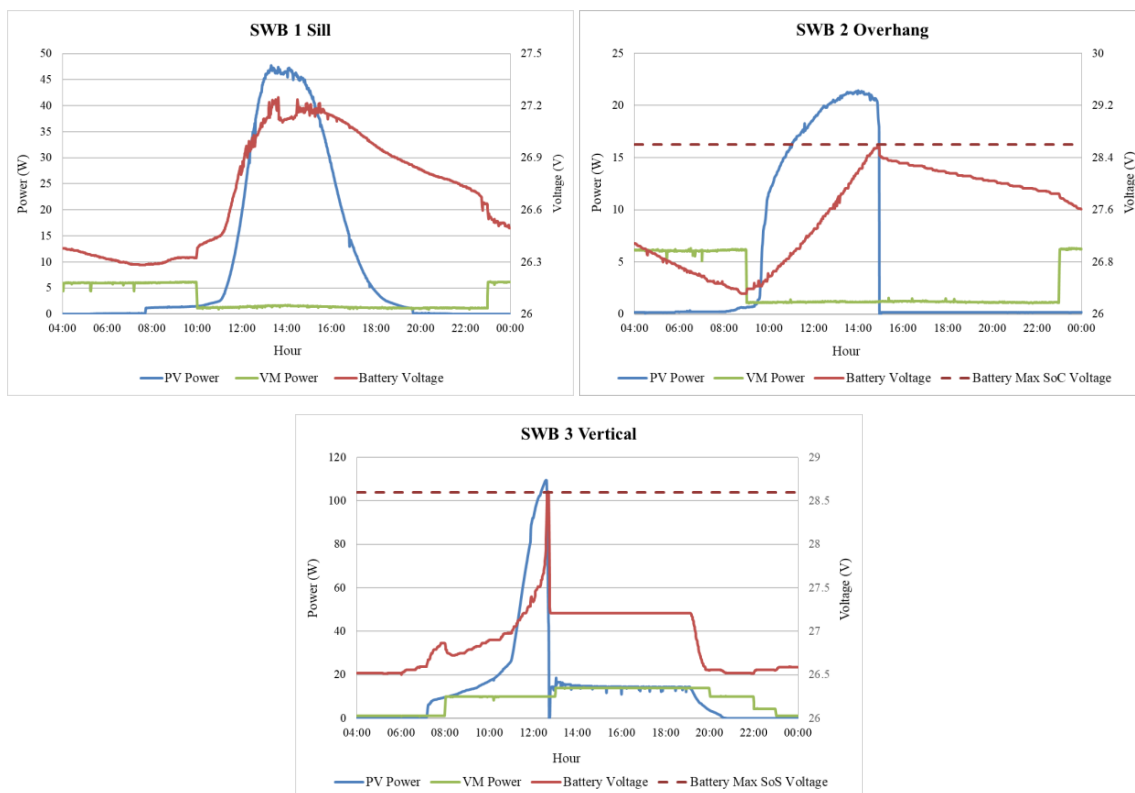 SWB 1 Sill
50
45
40
35
30
25
20
15
10
5
0
Power (W)
27.5
27.2
26.9
26.6
26.3
26
Voltage (V)
04:00 06:00 08:00 10:00 12:00 14:00 16:00 18:00 20:00 22:00 00:00
Hour
PV Power VM Power Battery Voltage
SWB 2 Overhang
25
20
15
10
5
0
Power (W)
30
29.2
28.4
27.6
26.8
26
Voltage (V)
04:00 06:00 08:00 10:00 12:00 14:00 16:00 18:00 20:00 22:00 00:00
Hour
PV Power VM Power Battery Voltage Battery Max SoC Voltage
SWB 3 Vertical
120
100
80
60
40
20
0
Power (W)
29
28.5
28
27.5
27
26.5
26
Voltage (V)
04:00 06:00 08:00 10:00 12:00 14:00 16:00 18:00 20:00 22:00 00:00
Hour
PV Power VM Power Battery Voltage Battery Max SoS Voltage